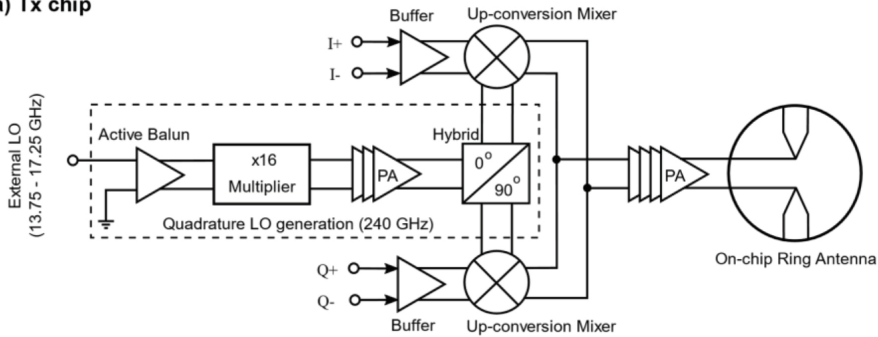 ) Tx chip
Buffer
Up-conversion Mixer
I+
I-
External LO
(13.75 - 17.25 GHz)
Active Balun
x16
Multiplier
PA
Hybrid
0°
90°
Quadrature LO generation (240 GHz)
PA
On-chip Ring Antenna
Q+
Q-
Buffer
Up-conversion Mixer